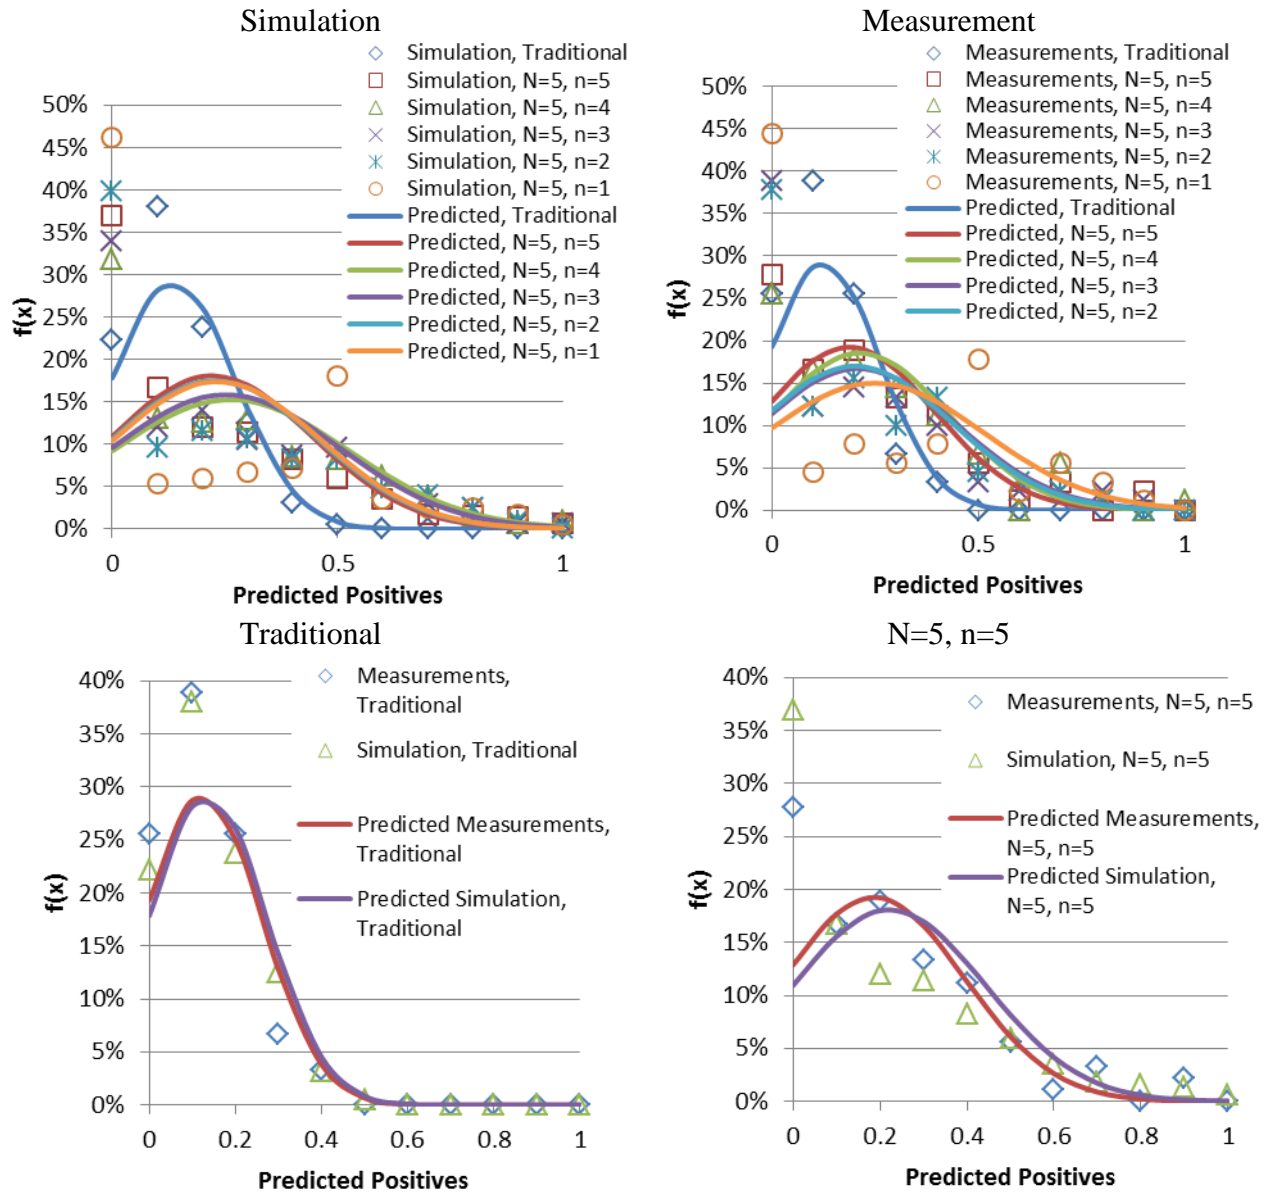 Simulation
Simulation, Traditional
Simulation, N=5, n=5
Simulation, N=5, n=4
Simulation, N=5, n=3
Simulation, N=5, n=2
Simulation, N=5, n=1
Predicted, Traditional
Predicted, N=5, n=5
Predicted, N=5, n=4
Predicted, N=5, n=3
Predicted, N=5, n=2
Predicted, N=5, n=1
50%
45%
40%
35%
30%
25%
20%
15%
10%
5%
0%
f(x)
0
0.5
1
Predicted Positives
Measurement
Measurements, Traditional
Measurements, N=5, n=5
Measurements, N=5, n=4
Measurements, N=5, n=3
Measurements, N=5, n=2
Measurements, N=5, n=1
Predicted, Traditional
Predicted, N=5, n=5
Predicted, N=5, n=4
Predicted, N=5, n=3
Predicted, N=5, n=2
50%
45%
40%
35%
30%
25%
20%
15%
10%
5%
0%
f(x)
0
0.5
1
Predicted Positives
Traditional
Measurements,
Traditional
Simulation, Traditional
Predicted Measurements,
Traditional
Predicted Simulation,
Traditional
40%
35%
30%
25%
20%
15%
10%
5%
0%
f(x)
0
0.2
0.4
0.6
0.8
1
Predicted Positives
N=5, n=5
Measurements, N=5, n=5
Simulation, N=5, n=5
Predicted Measurements,
N=5, n=5
Predicted Simulation,
N=5, n=5
40%
35%
30%
25%
20%
15%
10%
5%
0%
f(x)
0
0.2
0.4
0.6
0.8
1
Predicted Positives